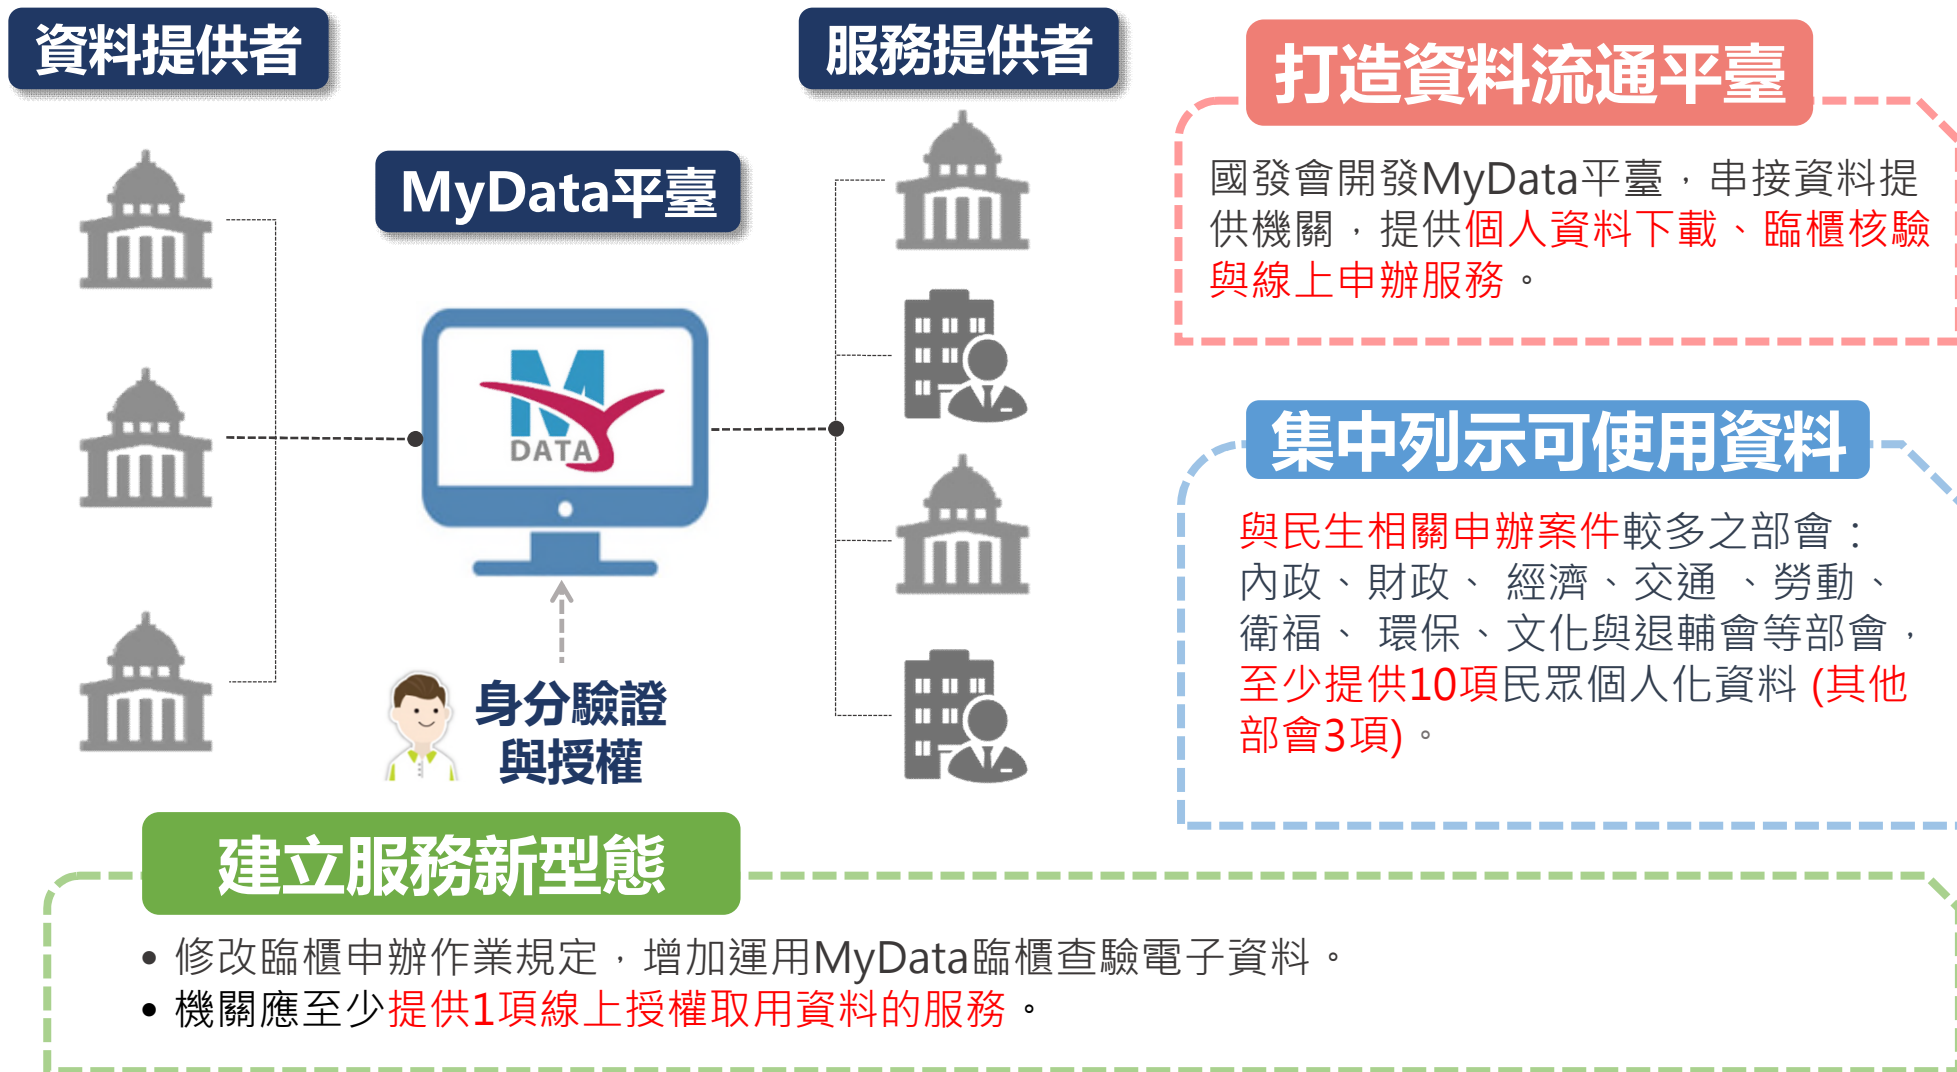 資料提供者
服務提供者
MyData平臺
M
DATA
身分驗證
與授權
打造資料流通平臺
國發會開發MyData平臺，串接資料提
供機關，提供個人資料下載、臨櫃核驗
與線上申辦服務。
集中列示可使用資料
與民生相關申辦案件較多之部會：
內政、財政、 經濟、交通 、勞動、
衛福、 環保、文化與退輔會等部會，
至少提供10項民眾個人化資料 (其他
部會3項)。
建立服務新型態
• 修改臨櫃申辦作業規定，增加運用MyData臨櫃查驗電子資料。
• 機關應至少提供1項線上授權取用資料的服務。